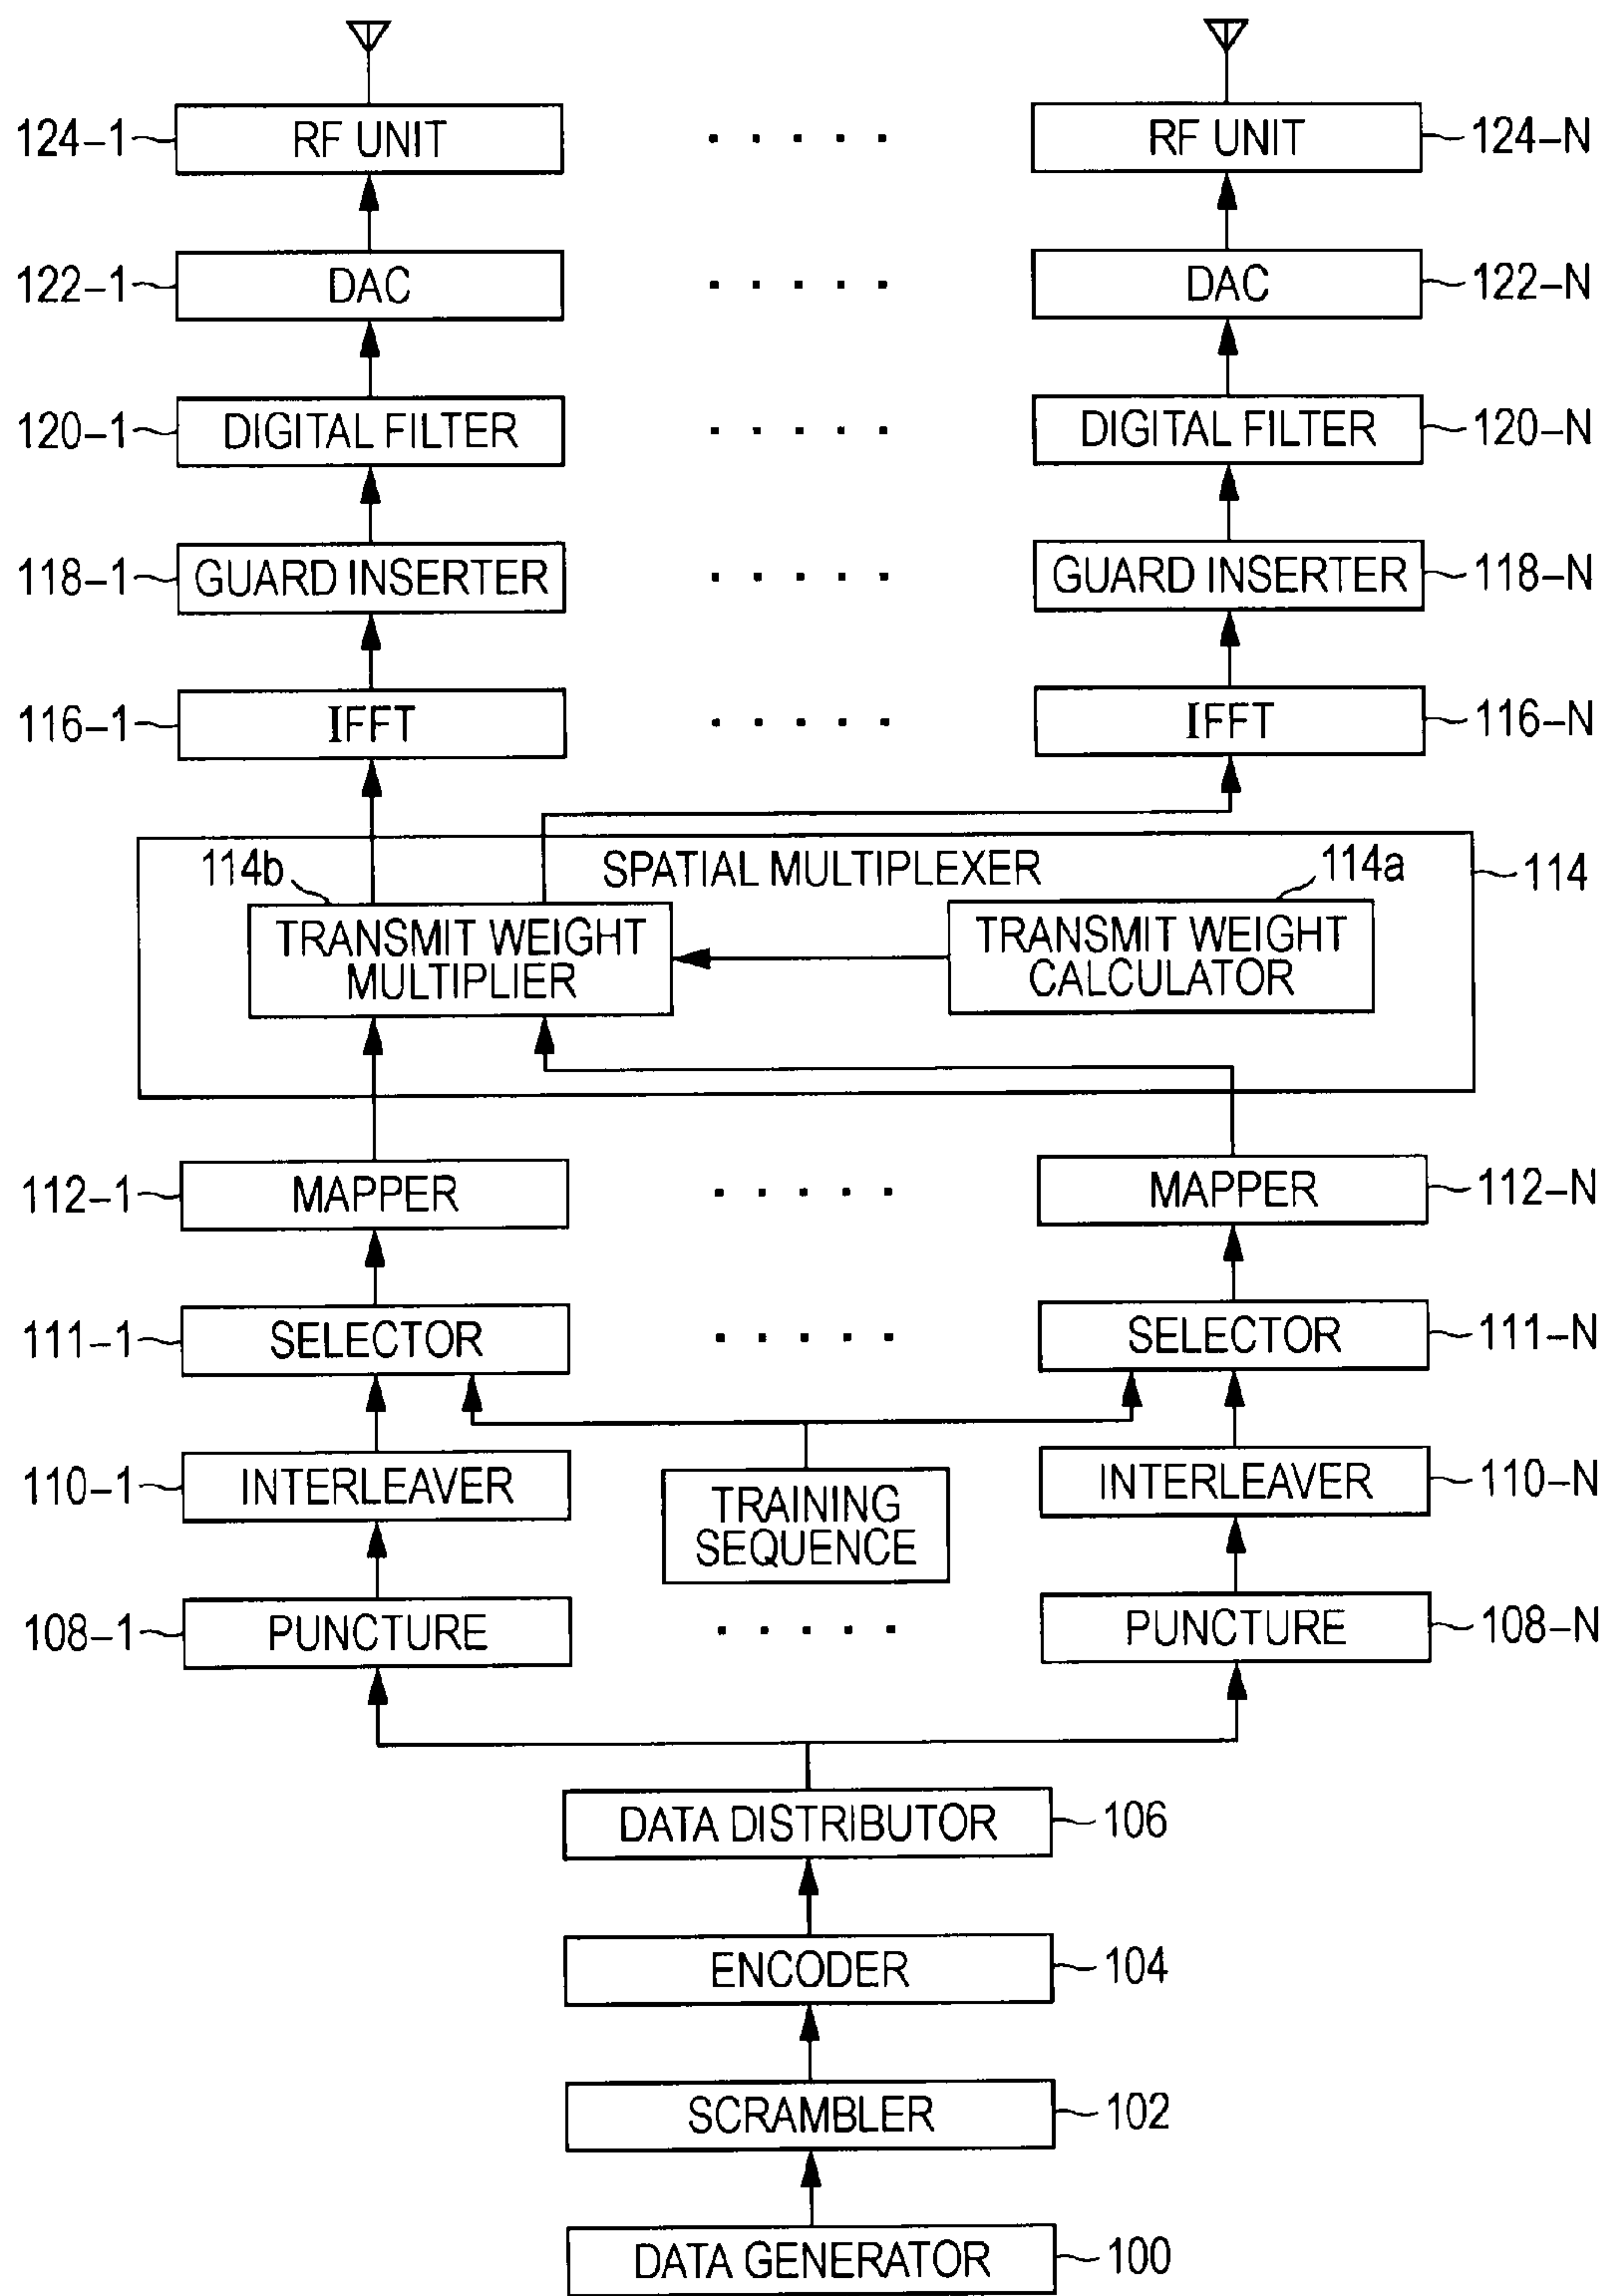 124-1 RF UNIT ..... RF UNIT 124-N
122-1 DAC ..... DAC 122-N
120-1 DIGITAL FILTER ..... DIGITAL FILTER 120-N
118-1 GUARD INSERTER ..... GUARD INSERTER 118-N
116-1 IFFT ..... IFFT 116-N
114b SPATIAL MULTIPLEXER 114a 114
TRANSMIT WEIGHT
MULTIPLIER
TRANSMIT WEIGHT
CALCULATOR
112-1 MAPPER ..... MAPPER 112-N
111-1 SELECTOR ..... SELECTOR 111-N
110-1 INTERLEAVER INTERLEAVER 110-N
TRAINING
SEQUENCE
108-1 PUNCTURE ..... PUNCTURE 108-N
DATA DISTRIBUTOR 106
ENCODER 104
SCRAMBLER 102
DATA GENERATOR 100